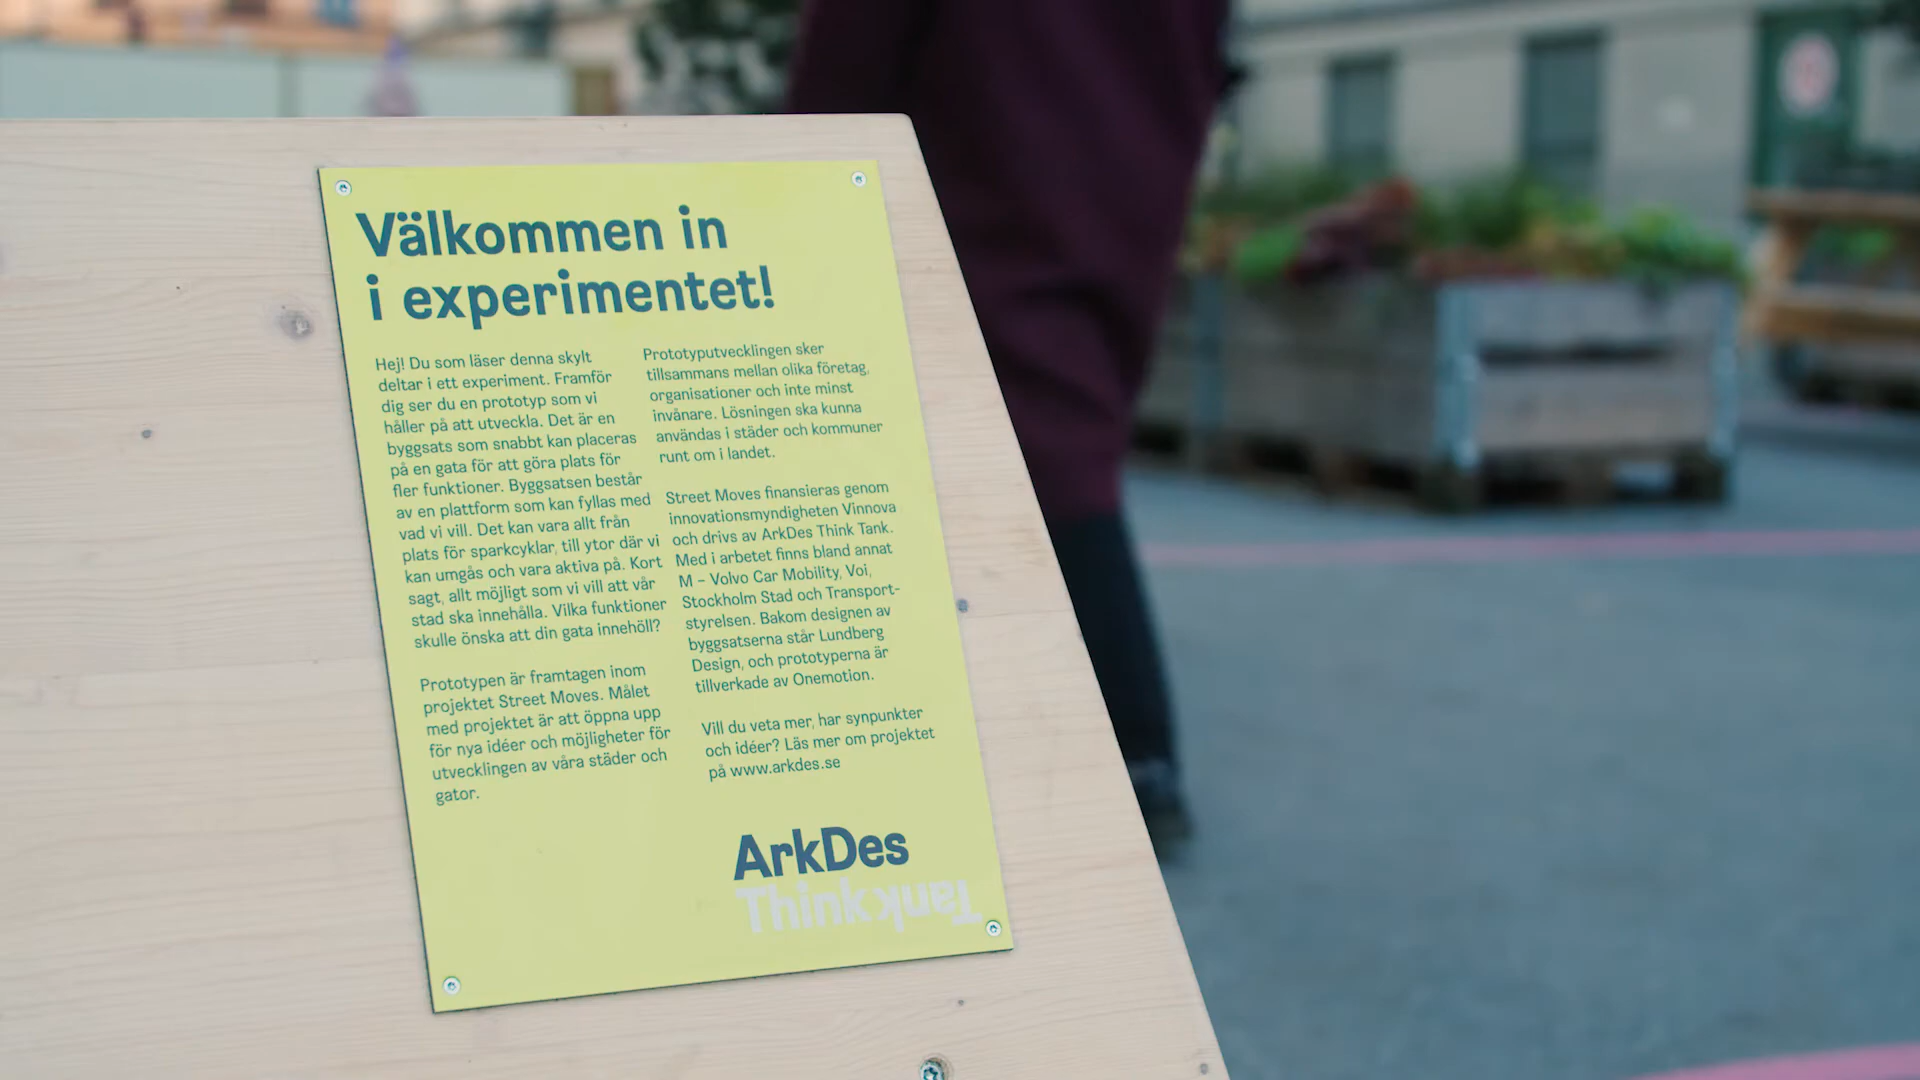 Välkommen in
i experimentet!
Hej! Du som läser denna skylt
deltar i ett experiment. Framför
dig ser du en prototyp som vi
håller på att utveckla. Det är en
byggsats som snabbt kan placeras
på en gata för att göra plats för
fler funktioner. Byggsatsen består
av en plattform som kan fyllas med
vad vi vill. Det kan vara allt från
plats för sparkcyklar, till ytor där vi
kan umgås och vara aktiva på. Kort
sagt, allt möjligt som vi vill att vår
stad ska innehålla. Vilka funktioner
skulle önska att din gata innehöll?
Prototypen är framtagen inom
projektet Street Moves. Målet
med projektet är att öppna upp
för nya idéer och möjligheter för
utvecklingen av våra städer och
gator.
Prototyputvecklingen sker
tillsammans mellan olika företag,
organisationer och inte minst
invånare. Lösningen ska kunna
användas i städer och kommuner
runt om i landet.
Street Moves finansieras genom
innovationsmyndigheten Vinnova
och drivs av ArkDes Think Tank.
Med i arbetet finns bland annat
M – Volvo Car Mobility, Voi,
Stockholm Stad och Transport-
styrelsen. Bakom designen av
byggsatserna står Lundberg
Design, och prototyperna är
tillverkade av Onemotion.
Vill du veta mer, har synpunkter
och idéer? Läs mer om projektet
på www.arkdes.se
ArkDes
Think Tank